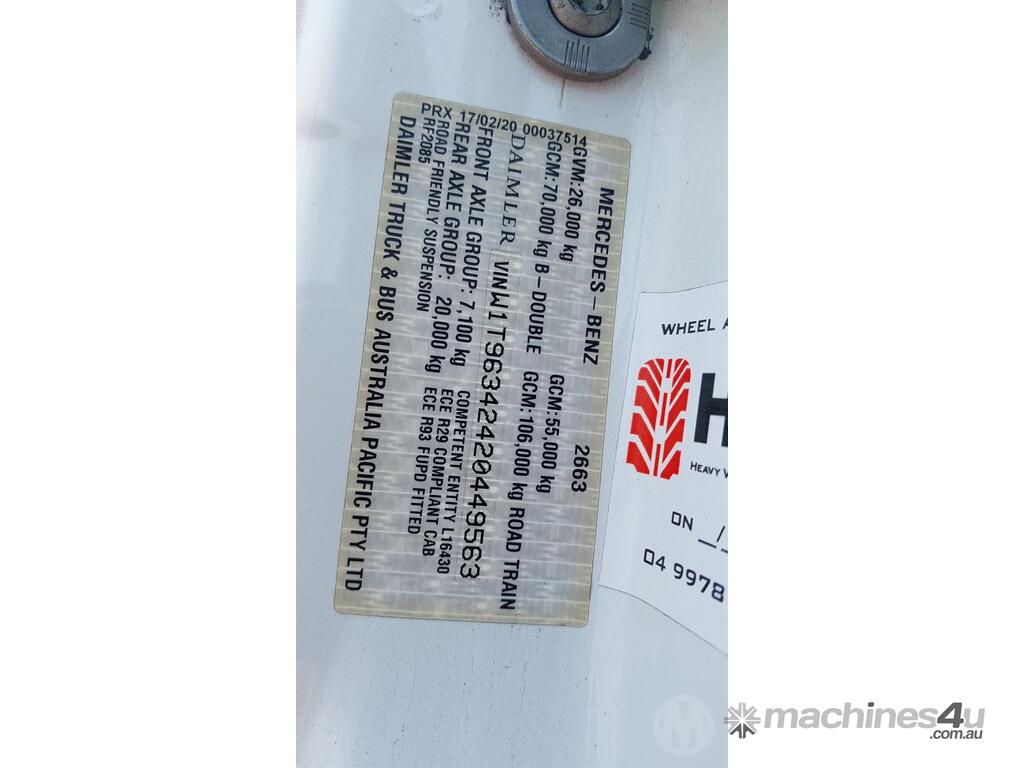 PRX 17/02/20 00037514
MERCEDES-BENZ 2663
GVM:26,000 kg GCM:55,000 kg
GCM:70,000 kg B-DOUBLE GCM:106,000 kg ROAD TRAIN
DAIMLER VINW1T96342420449563
FRONT AXLE GROUP: 7,100 kg COMPETENT ENTITY L16430
REAR AXLE GROUP: 20,000 kg ECE R29 COMPLIANT CAB
ROAD FRIENDLY SUSPENSION ECE R93 FUPD FITTED
RF2085
DAIMLER TRUCK & BUS AUSTRALIA PACIFIC PTY LTD
WHEEL A
H
HEAVY W
ON
04 9978
machines4u
.com.au